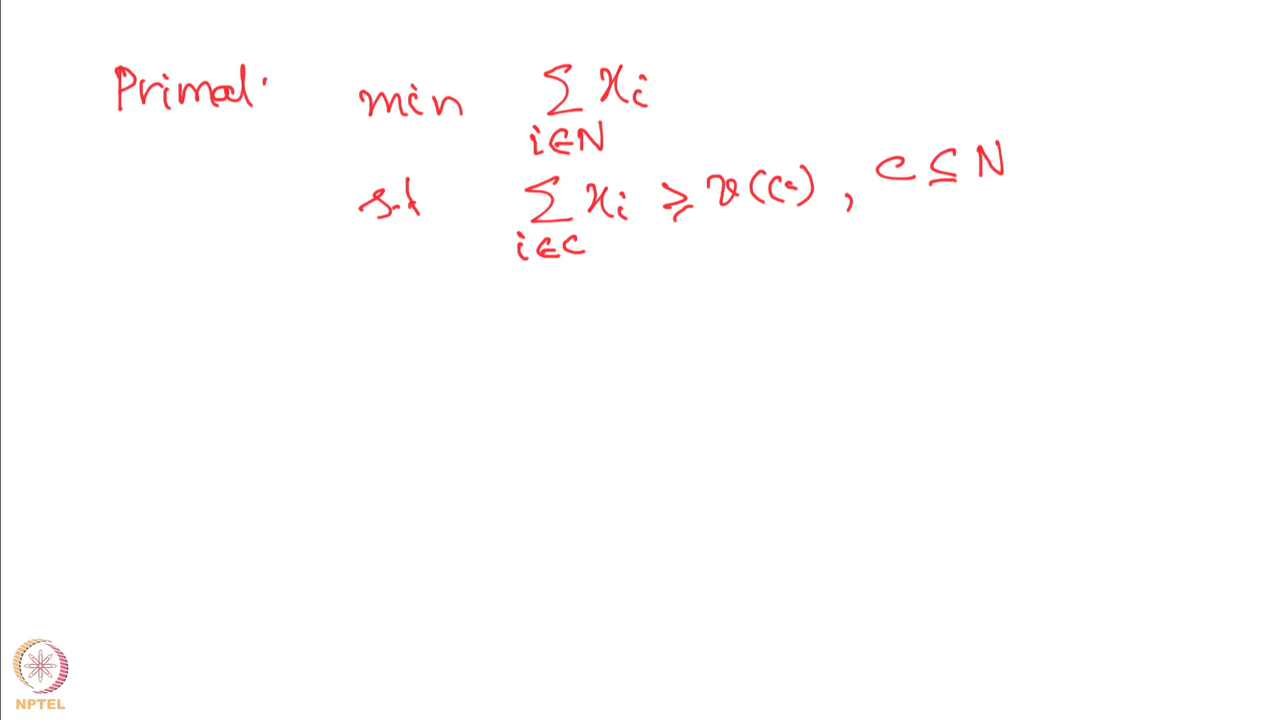 Primal: min ∑ xᵢ
i∈N
s.t ∑ xᵢ ≥ v(C), C ⊆ N
i∈C
NPTEL